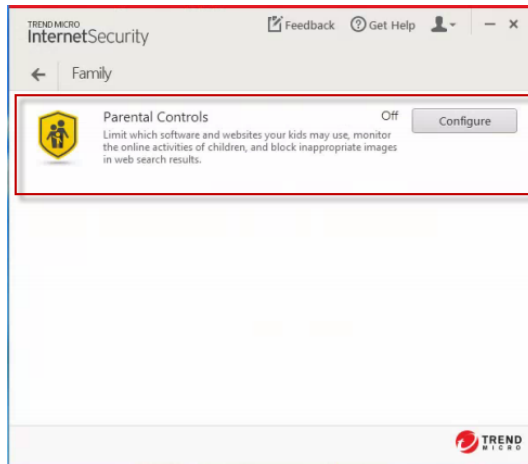 TREND MICRO
InternetSecurity
Feedback
Get Help
Family
Parental Controls
Off
Configure
Limit which software and websites your kids may use, monitor
the online activities of children, and block inappropriate images
in web search results.
TREND
MICRO